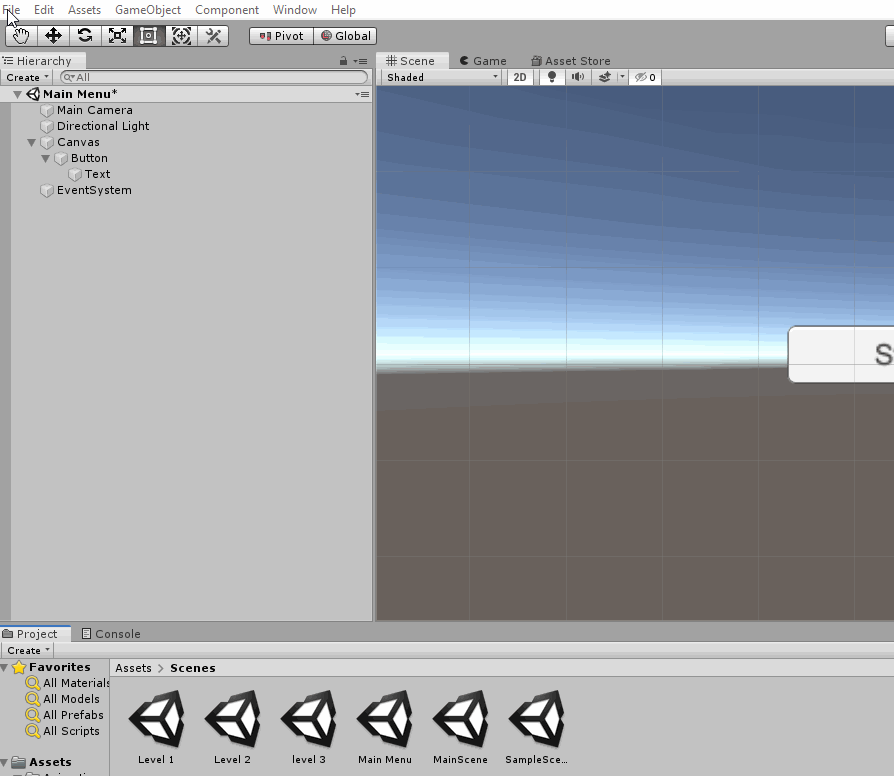 File Edit Assets GameObject Component Window Help
Pivot Global
Hierarchy Scene Game Asset Store
Create All Shaded 2D 0
Main Menu*
Main Camera
Directional Light
Canvas
Button
Text
EventSystem
Project Console
Create
Favorites Assets > Scenes
All Materials
All Models
All Prefabs
All Scripts
Level 1 Level 2 level 3 Main Menu MainScene SampleSce...
Assets